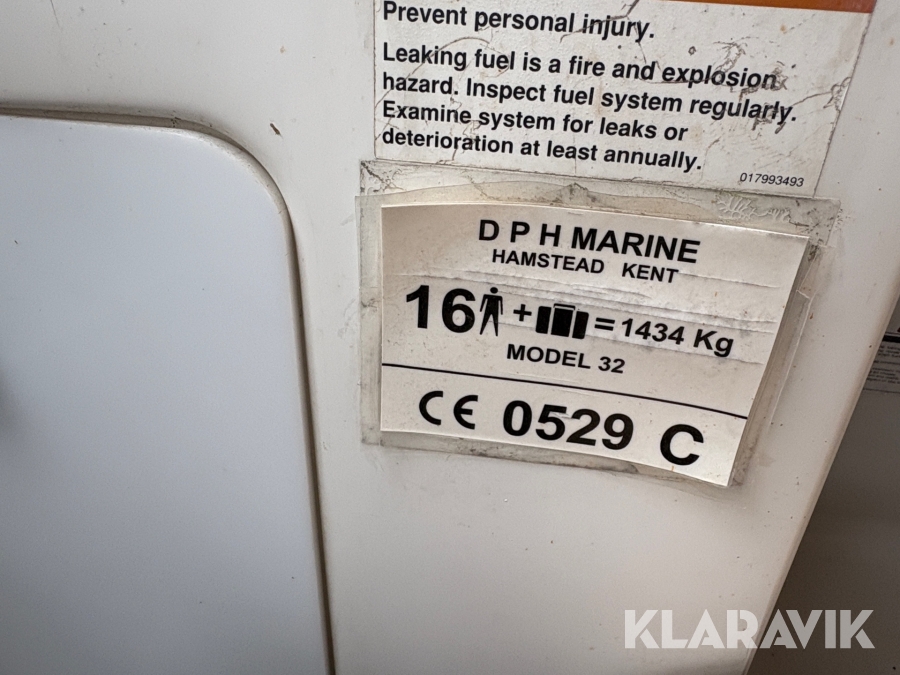 Prevent personal injury.
Leaking fuel is a fire and explosion
hazard. Inspect fuel system regularly.
Examine system for leaks or
deterioration at least annually.
017993493
D P H MARINE
HAMSTEAD KENT
16 + = 1434 Kg
MODEL 32
CE 0529 C
KLARAVIK